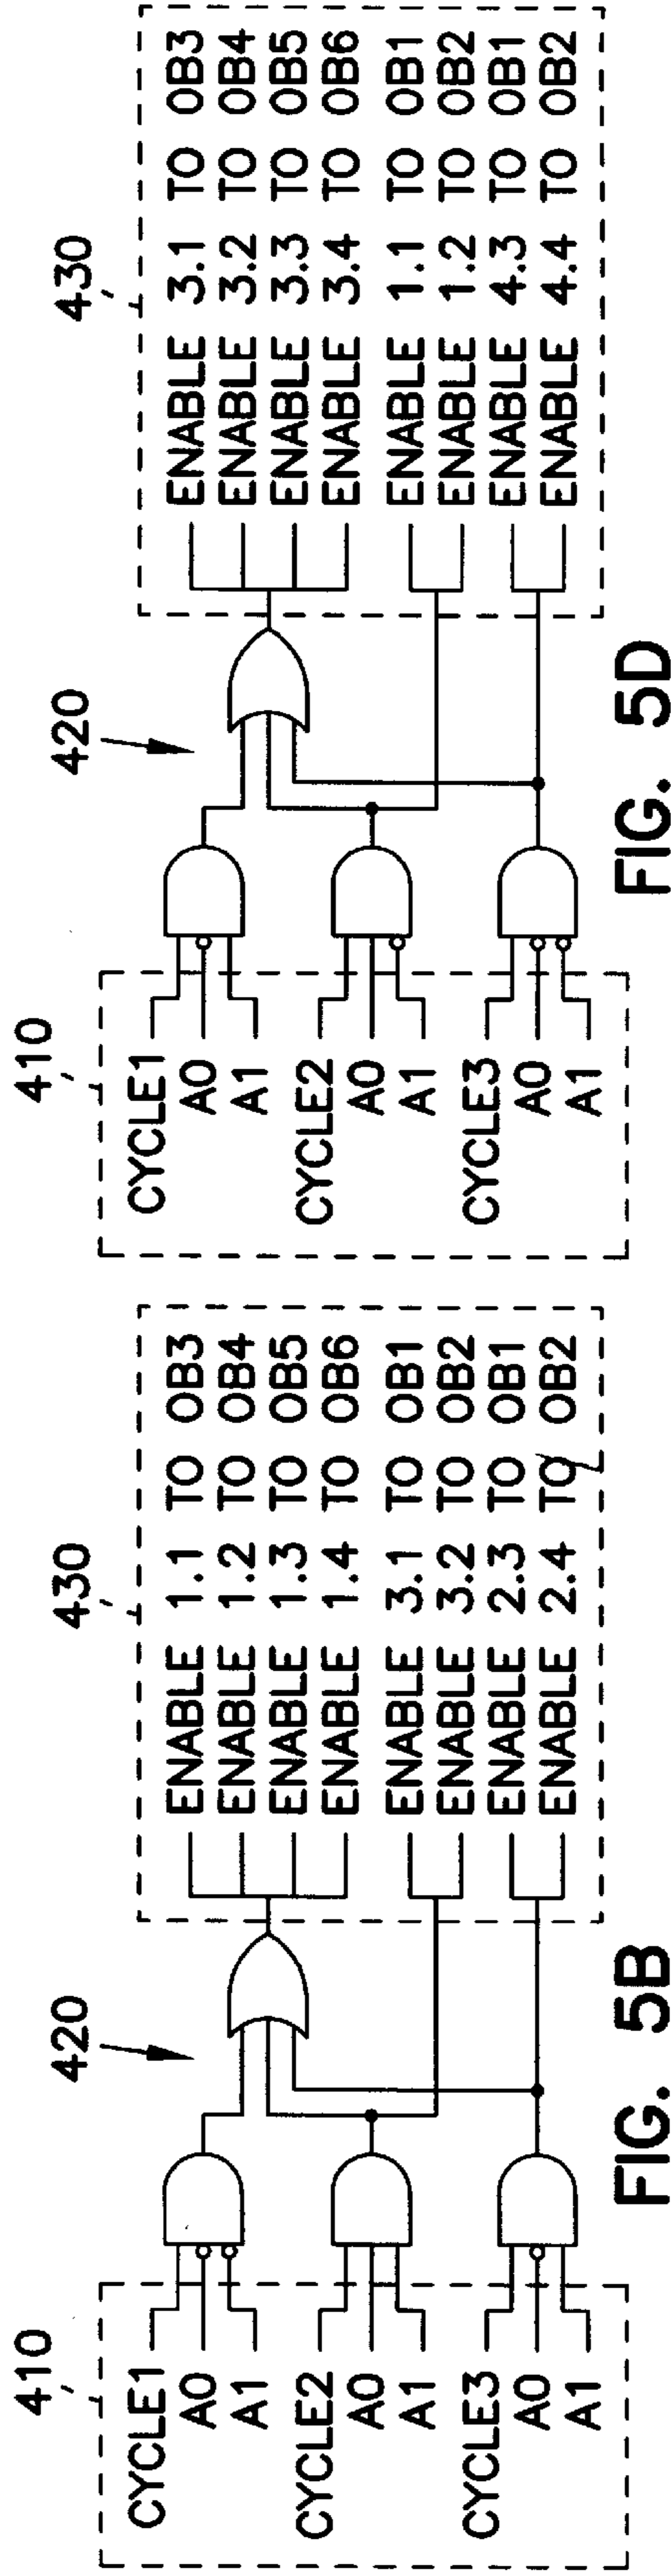 410
420
430
CYCLE1
A0
A1
CYCLE2
A0
A1
CYCLE3
A0
A1
ENABLE 1.1 TO OB3
ENABLE 1.2 TO OB4
ENABLE 1.3 TO OB5
ENABLE 1.4 TO OB6
ENABLE 3.1 TO OB1
ENABLE 3.2 TO OB2
ENABLE 2.3 TO OB1
ENABLE 2.4 TO OB2
FIG. 5B
410
420
430
CYCLE1
A0
A1
CYCLE2
A0
A1
CYCLE3
A0
A1
ENABLE 3.1 TO OB3
ENABLE 3.2 TO OB4
ENABLE 3.3 TO OB5
ENABLE 3.4 TO OB6
ENABLE 1.1 TO OB1
ENABLE 1.2 TO OB2
ENABLE 4.3 TO OB1
ENABLE 4.4 TO OB2
FIG. 5D